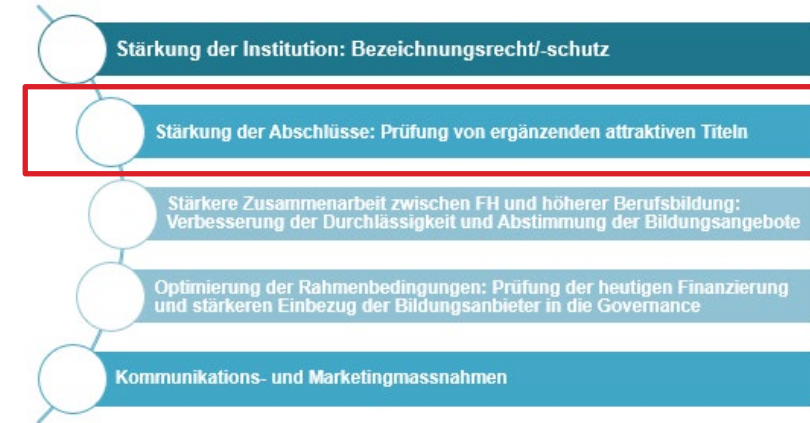 Stärkung der Institution: Bezeichnungsrecht/-schutz
Stärkung der Abschlüsse: Prüfung von ergänzenden attraktiven Titeln
Stärkere Zusammenarbeit zwischen FH und höherer Berufsbildung:
Verbesserung der Durchlässigkeit und Abstimmung der Bildungsangebote
Optimierung der Rahmenbedingungen: Prüfung der heutigen Finanzierung
und stärkeren Einbezug der Bildungsanbieter in die Governance
Kommunikations- und Marketingmassnahmen